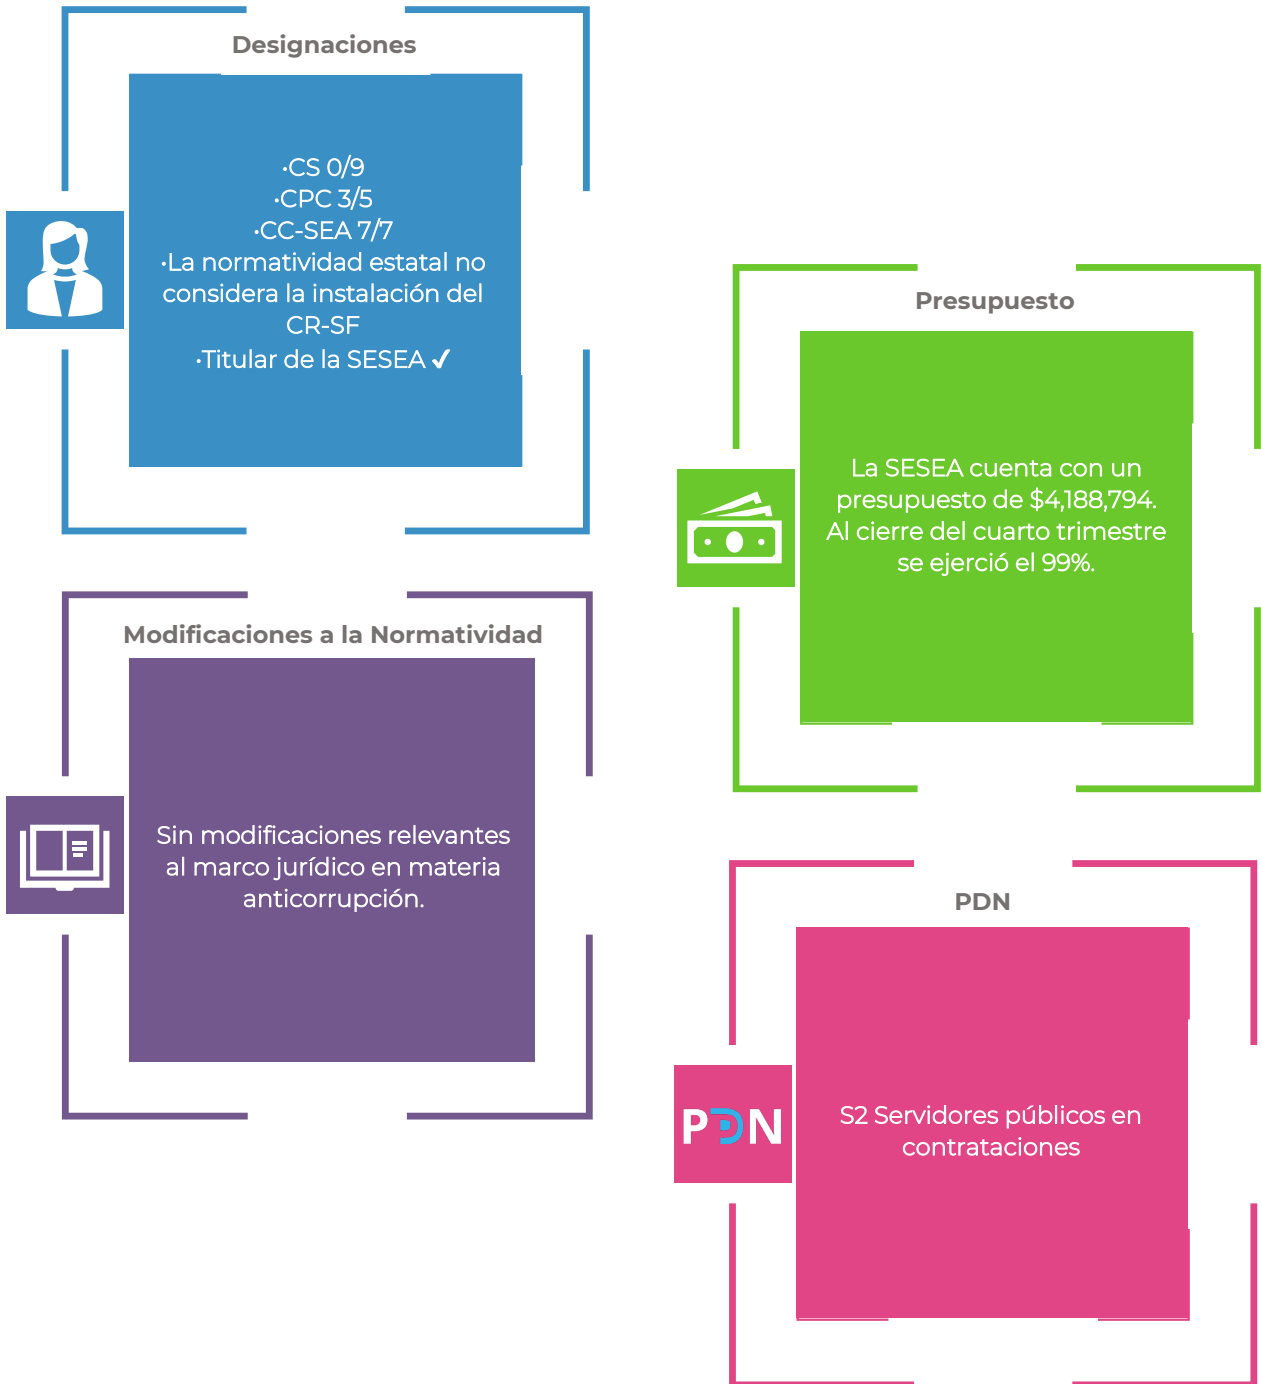 Designaciones
•CS 0/9
•CPC 3/5
•CC-SEA 7/7
•La normatividad estatal no
considera la instalación del
CR-SF
•Titular de la SESEA ✔
Presupuesto
La SESEA cuenta con un
presupuesto de $4,188,794.
Al cierre del cuarto trimestre
se ejerció el 99%.
Modificaciones a la Normatividad
Sin modificaciones relevantes
al marco jurídico en materia
anticorrupción.
PDN
PDN
S2 Servidores públicos en
contrataciones